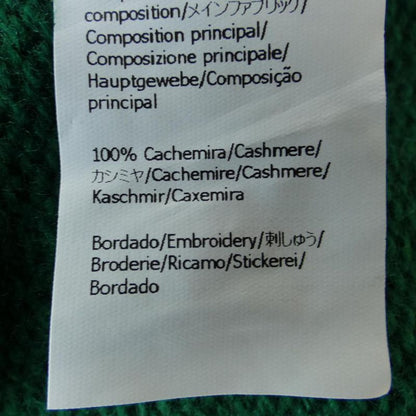 composition/メインファブリック/
Composition principal/
Composizione principale/
Hauptgewebe/Composição
principal
100% Cachemira/Cashmere/
カシミヤ/Cachemire/Cashmere/
Kaschmir/Caxemira
Bordado/Embroidery/刺しゅう/
Broderie/Ricamo/Stickerei/
Bordado